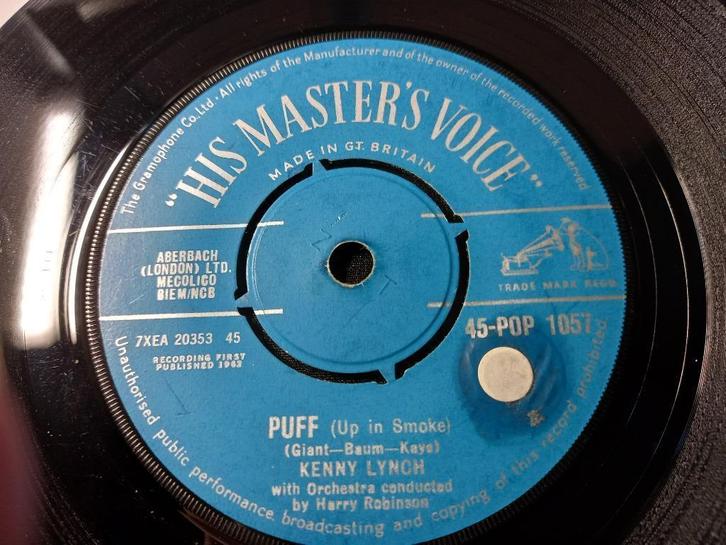 The Gramophone Co. Ltd · All rights of the Manufacturer and of the owner of the recorded work reserved
"HIS MASTER'S VOICE"
MADE IN GT. BRITAIN
ABERBACH
(LONDON) LTD.
MECOLICO
BIEM/NCB
TRADE MARK REGD.
7XEA 20353 45
45-POP 1057
RECORDING FIRST
PUBLISHED 1962
PUFF (Up in Smoke)
(Giant—Baum—Kaye)
KENNY LYNCH
with Orchestra conducted
by Harry Robinson
Unauthorised public performance, broadcasting and copying of this record prohibited